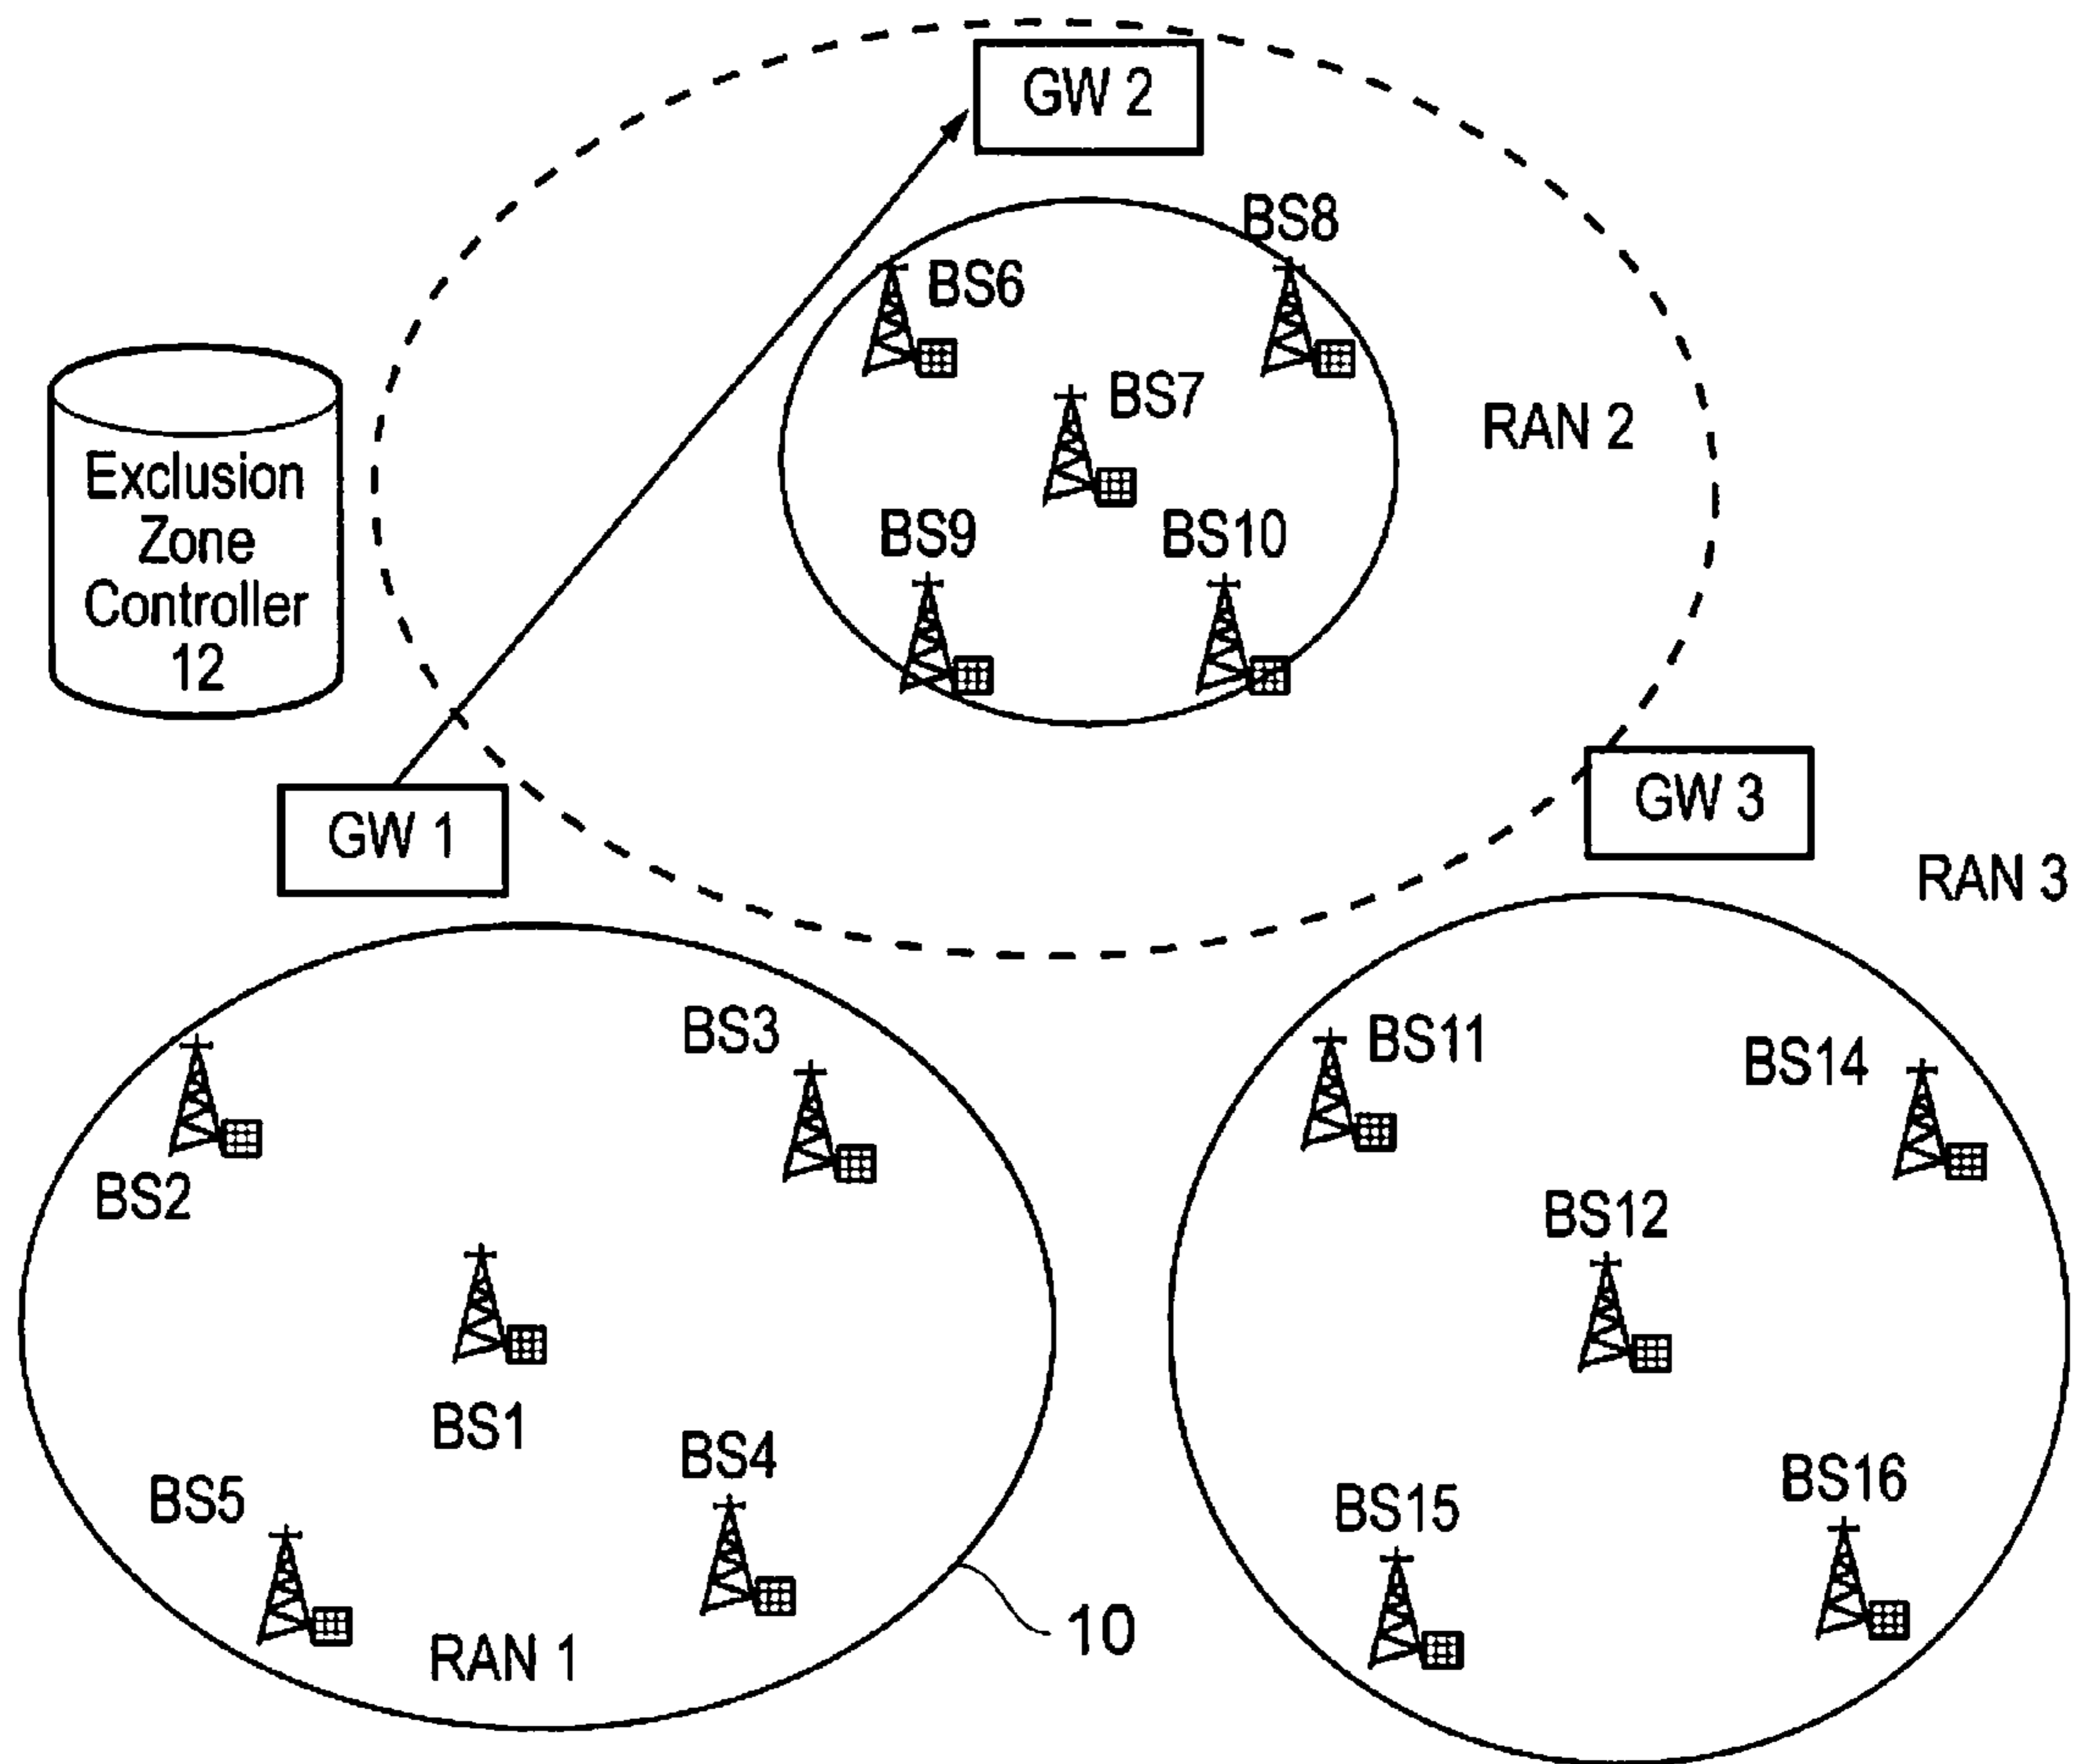 GW 2
BS8
BS6
BS7
RAN 2
Exclusion
Zone
Controller
12
BS9
BS10
GW 1
GW 3
RAN 3
BS3
BS11
BS14
BS2
BS12
BS1
BS4
BS5
BS15
BS16
RAN 1
10